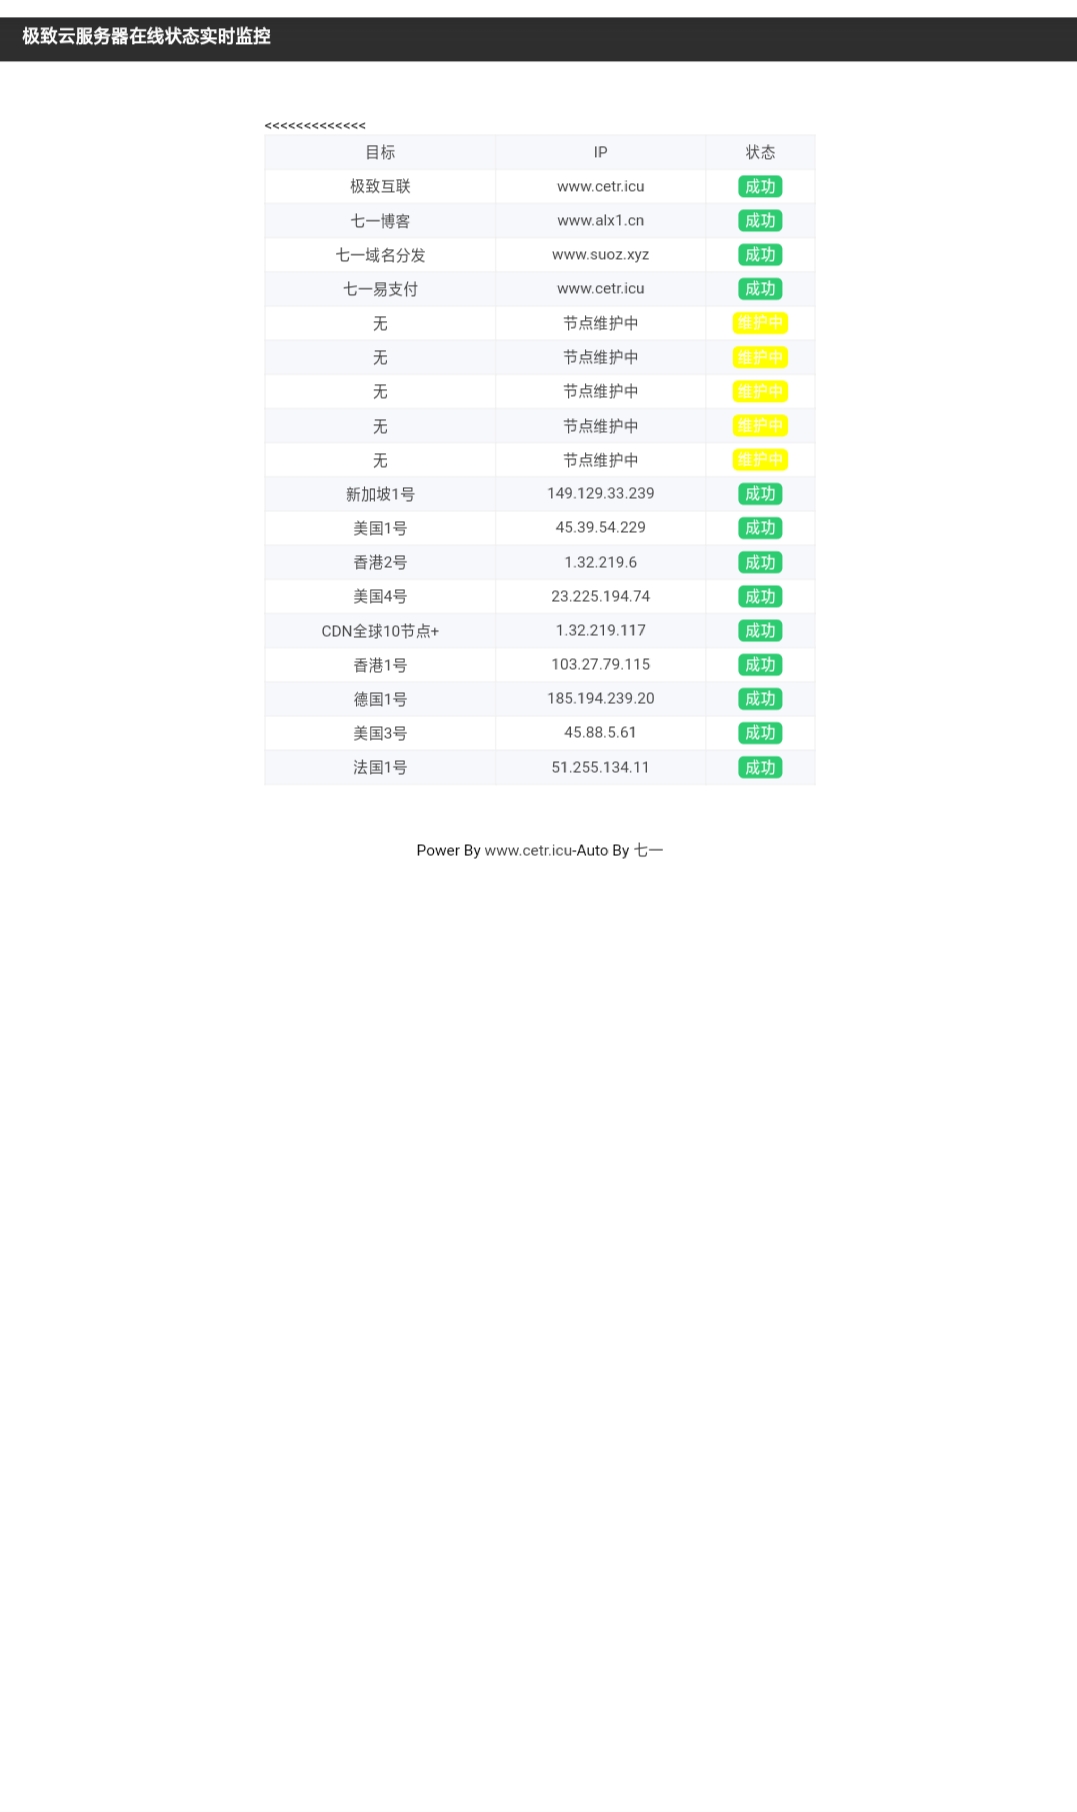 极致云服务器在线状态实时监控
<<<<<<<<<<<<<
目标 IP 状态
极致互联 www.cetr.icu 成功
七一博客 www.alx1.cn 成功
七一域名分发 www.suoz.xyz 成功
七一易支付 www.cetr.icu 成功
无 节点维护中 维护中
无 节点维护中 维护中
无 节点维护中 维护中
无 节点维护中 维护中
无 节点维护中 维护中
新加坡1号 149.129.33.239 成功
美国1号 45.39.54.229 成功
香港2号 1.32.219.6 成功
美国4号 23.225.194.74 成功
CDN全球10节点+ 1.32.219.117 成功
香港1号 103.27.79.115 成功
德国1号 185.194.239.20 成功
美国3号 45.88.5.61 成功
法国1号 51.255.134.11 成功
Power By www.cetr.icu-Auto By 七一